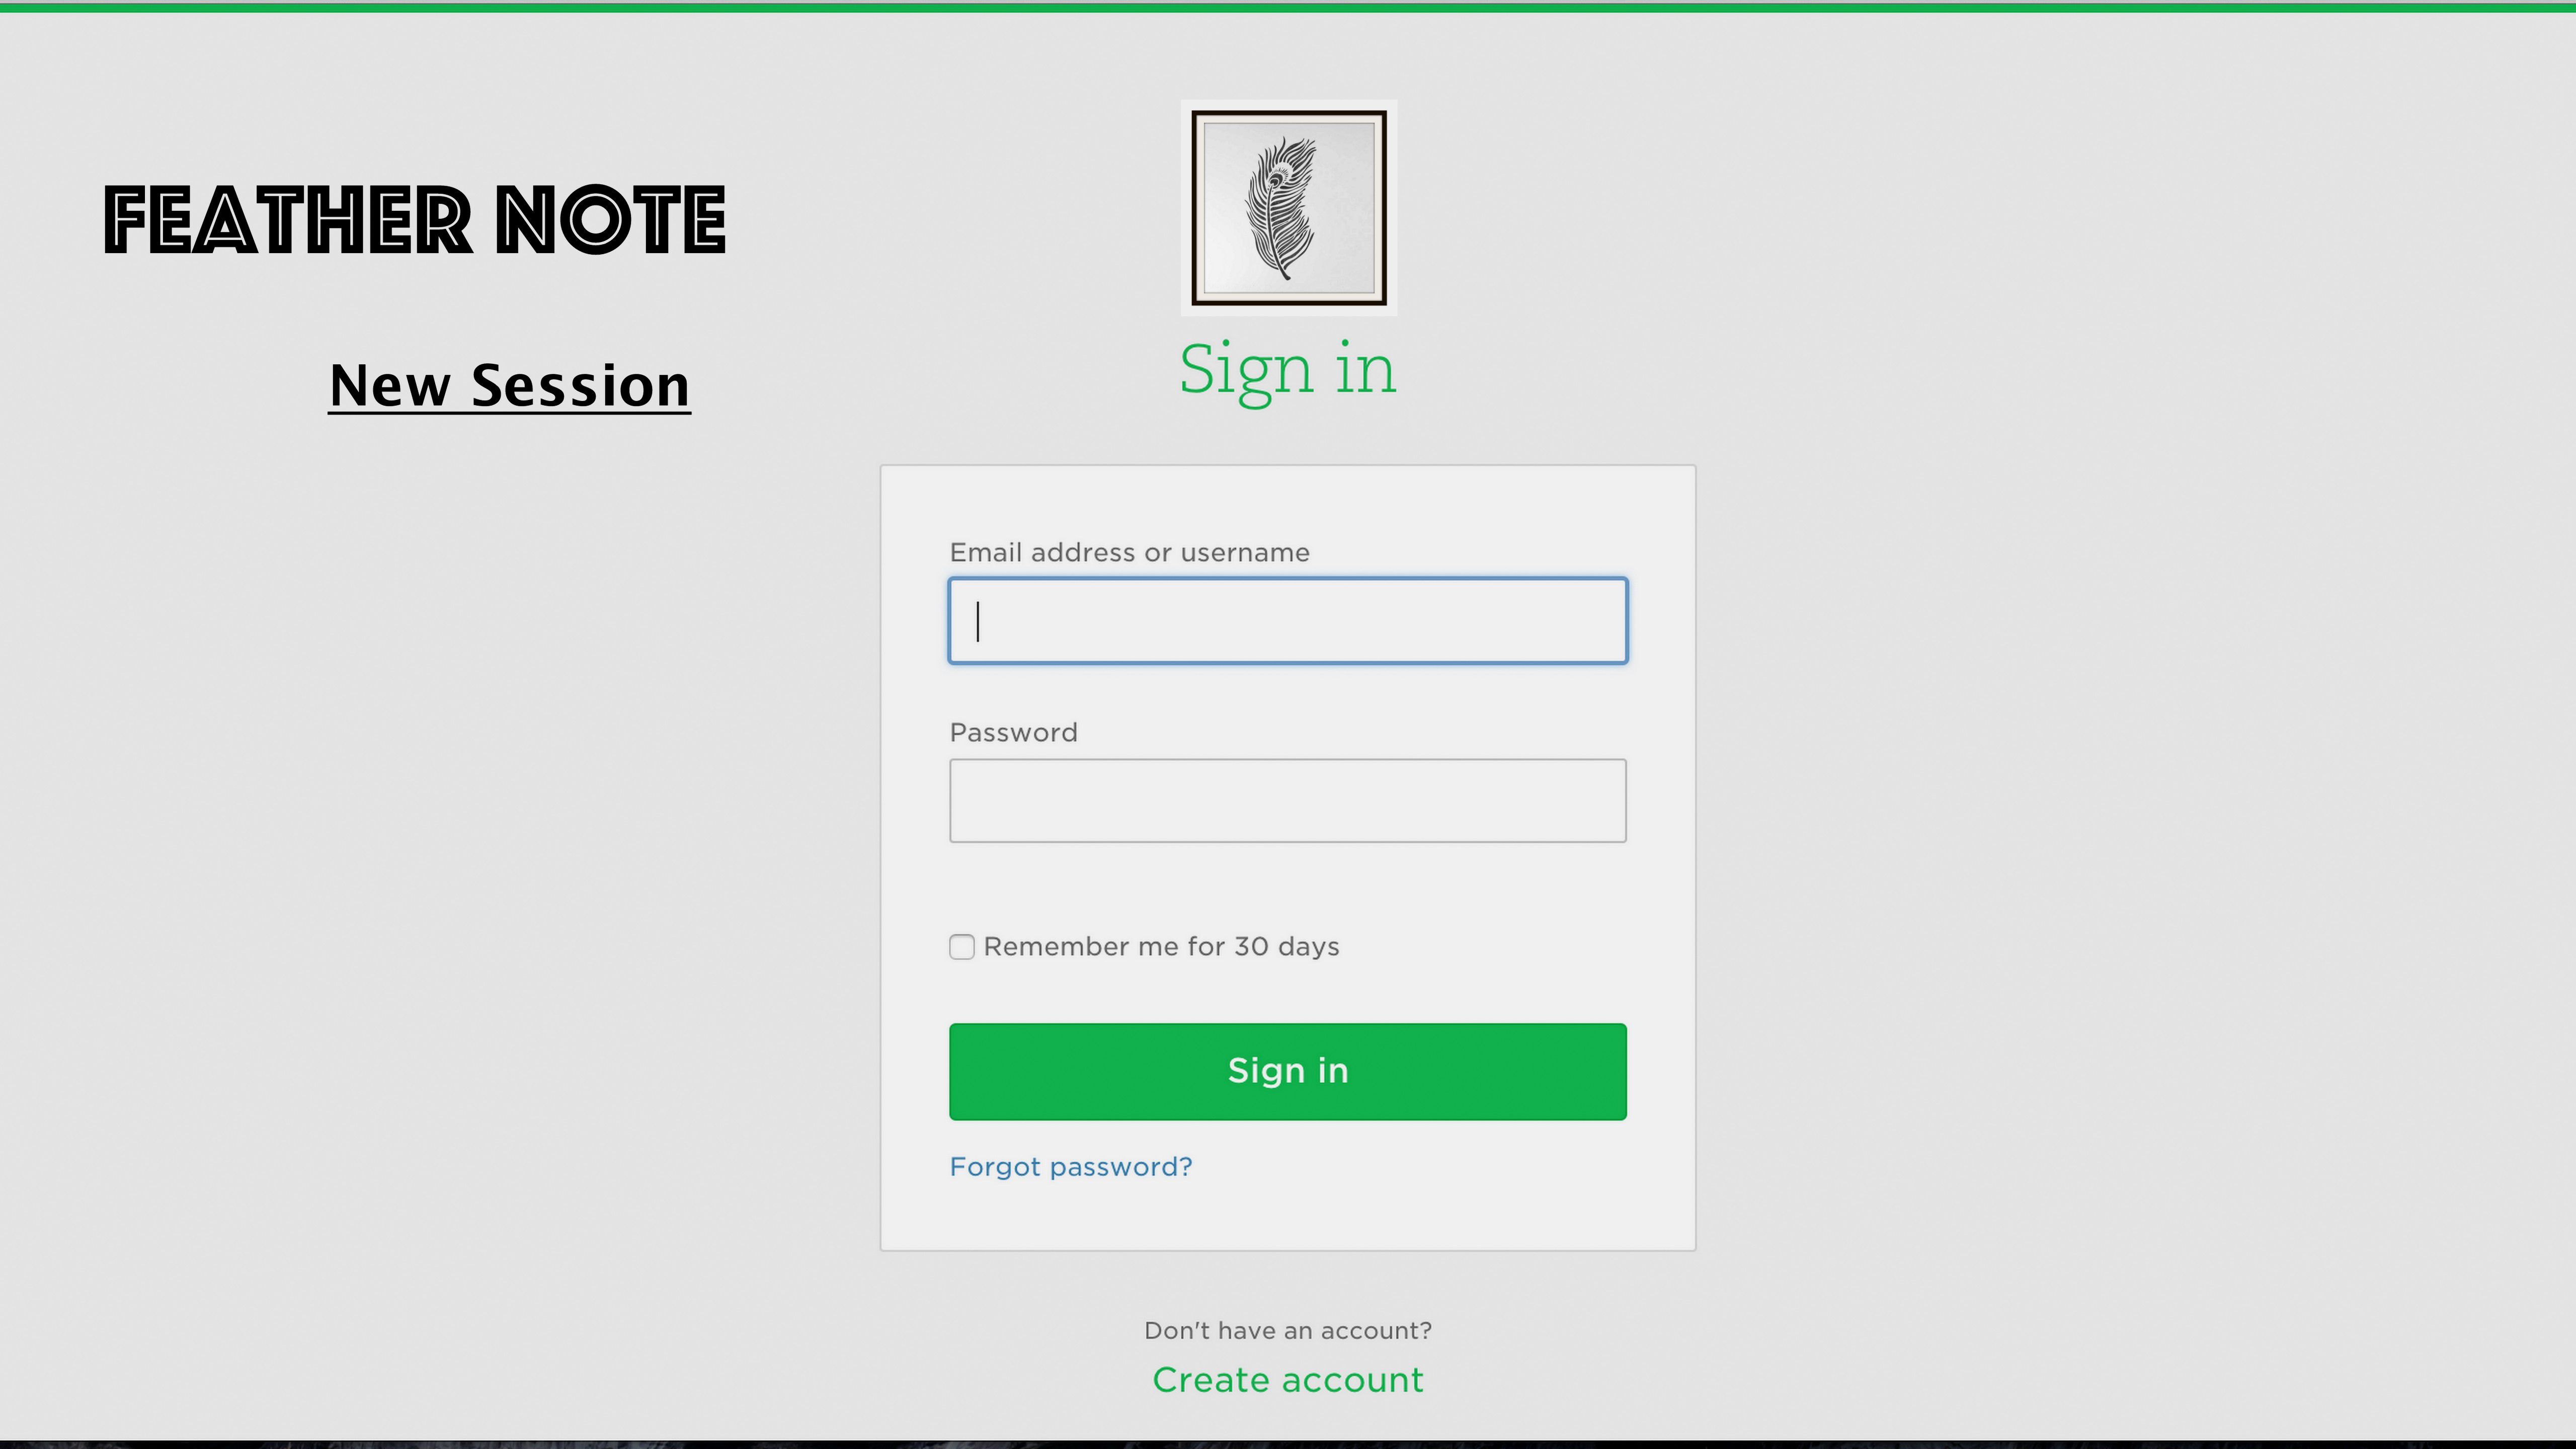 FEATHER NOTE
New Session
Sign in
Email address or username
Password
Remember me for 30 days
Sign in
Forgot password?
Don't have an account?
Create account